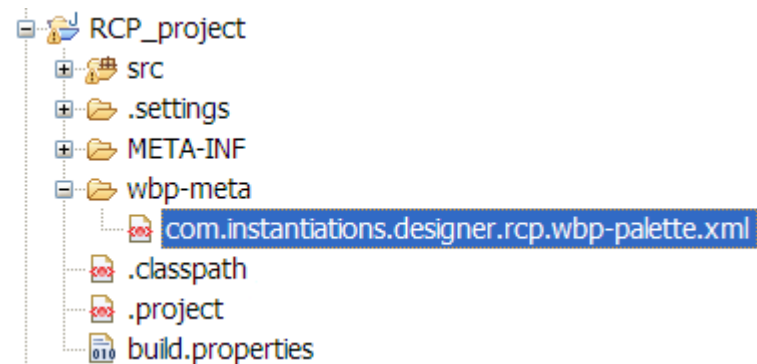 RCP_project
src
.settings
META-INF
wbp-meta
com.instantiations.designer.rcp.wbp-palette.xml
.classpath
.project
build.properties